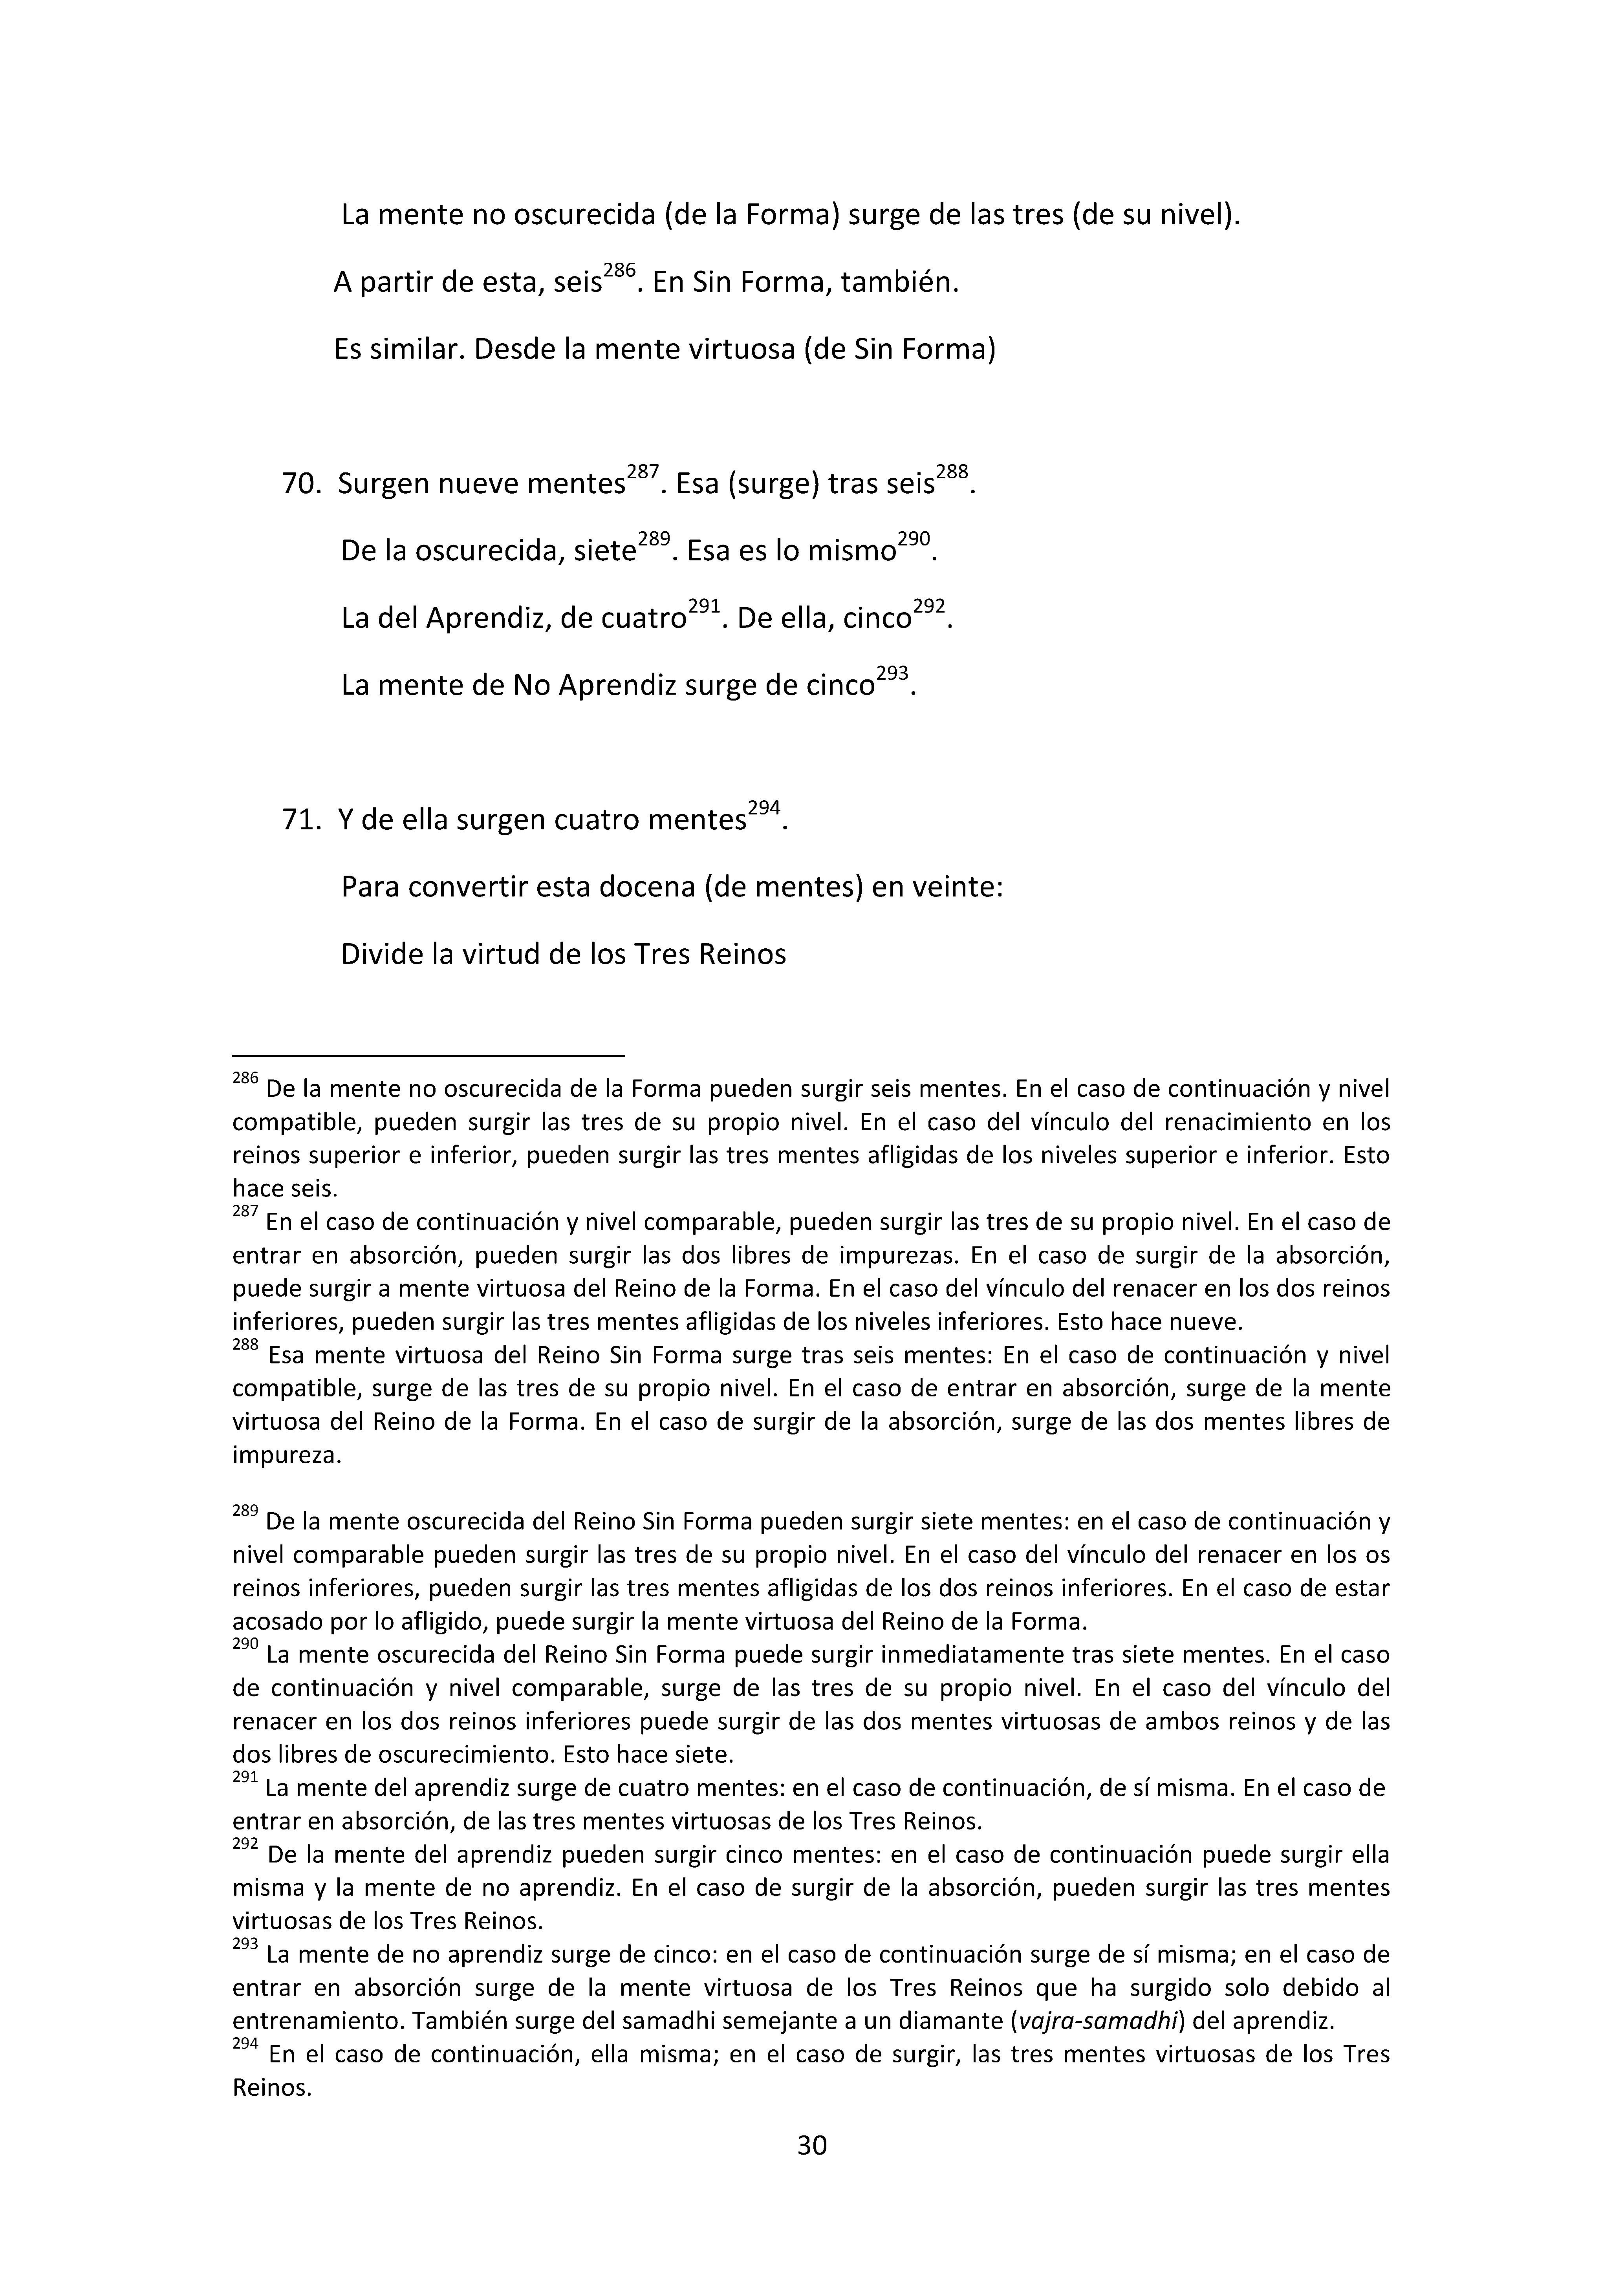 La mente no oscurecida (de la Forma) surge de las tres (de su nivel).
A partir de esta, seis286. En Sin Forma, también.
Es similar. Desde la mente virtuosa (de Sin Forma)
70. Surgen nueve mentes287. Esa (surge) tras seis288.
De la oscurecida, siete289. Esa es lo mismo290.
La del Aprendiz, de cuatro291. De ella, cinco292.
La mente de No Aprendiz surge de cinco293.
71. Y de ella surgen cuatro mentes294.
Para convertir esta docena (de mentes) en veinte:
Divide la virtud de los Tres Reinos
286 De la mente no oscurecida de la Forma pueden surgir seis mentes. En el caso de continuación y nivel
compatible, pueden surgir las tres de su propio nivel. En el caso del vínculo del renacimiento en los
reinos superior e inferior, pueden surgir las tres mentes afligidas de los niveles superior e inferior. Esto
hace seis.
287 En el caso de continuación y nivel comparable, pueden surgir las tres de su propio nivel. En el caso de
entrar en absorción, pueden surgir las dos libres de impurezas. En el caso de surgir de la absorción,
puede surgir a mente virtuosa del Reino de la Forma. En el caso del vínculo del renacer en los dos reinos
inferiores, pueden surgir las tres mentes afligidas de los niveles inferiores. Esto hace nueve.
288 Esa mente virtuosa del Reino Sin Forma surge tras seis mentes: En el caso de continuación y nivel
compatible, surge de las tres de su propio nivel. En el caso de entrar en absorción, surge de la mente
virtuosa del Reino de la Forma. En el caso de surgir de la absorción, surge de las dos mentes libres de
impureza.
289 De la mente oscurecida del Reino Sin Forma pueden surgir siete mentes: en el caso de continuación y
nivel comparable pueden surgir las tres de su propio nivel. En el caso del vínculo del renacer en los os
reinos inferiores, pueden surgir las tres mentes afligidas de los dos reinos inferiores. En el caso de estar
acosado por lo afligido, puede surgir la mente virtuosa del Reino de la Forma.
290 La mente oscurecida del Reino Sin Forma puede surgir inmediatamente tras siete mentes. En el caso
de continuación y nivel comparable, surge de las tres de su propio nivel. En el caso del vínculo del
renacer en los dos reinos inferiores puede surgir de las dos mentes virtuosas de ambos reinos y de las
dos libres de oscurecimiento. Esto hace siete.
291 La mente del aprendiz surge de cuatro mentes: en el caso de continuación, de sí misma. En el caso de
entrar en absorción, de las tres mentes virtuosas de los Tres Reinos.
292 De la mente del aprendiz pueden surgir cinco mentes: en el caso de continuación puede surgir ella
misma y la mente de no aprendiz. En el caso de surgir de la absorción, pueden surgir las tres mentes
virtuosas de los Tres Reinos.
293 La mente de no aprendiz surge de cinco: en el caso de continuación surge de sí misma; en el caso de
entrar en absorción surge de la mente virtuosa de los Tres Reinos que ha surgido solo debido al
entrenamiento. También surge del samadhi semejante a un diamante (vajra-samadhi) del aprendiz.
294 En el caso de continuación, ella misma; en el caso de surgir, las tres mentes virtuosas de los Tres
Reinos.
30